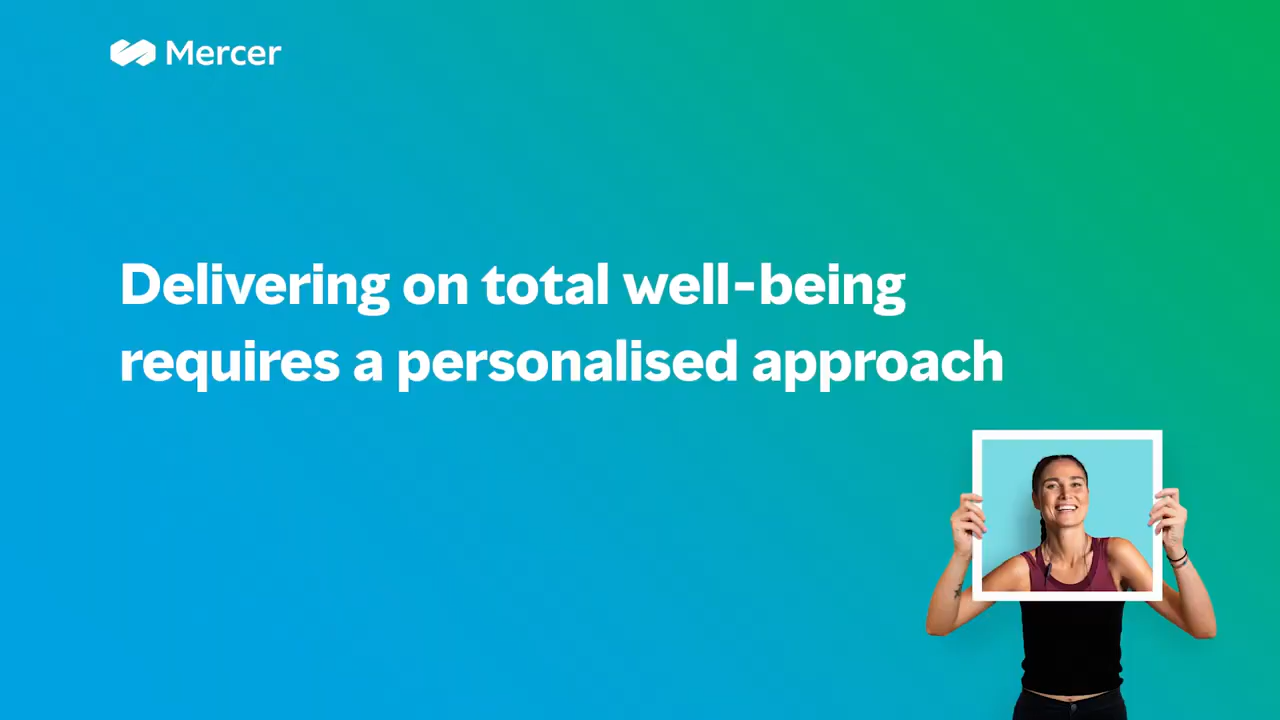 Mercer
Delivering on total well-being
requires a personalised approach